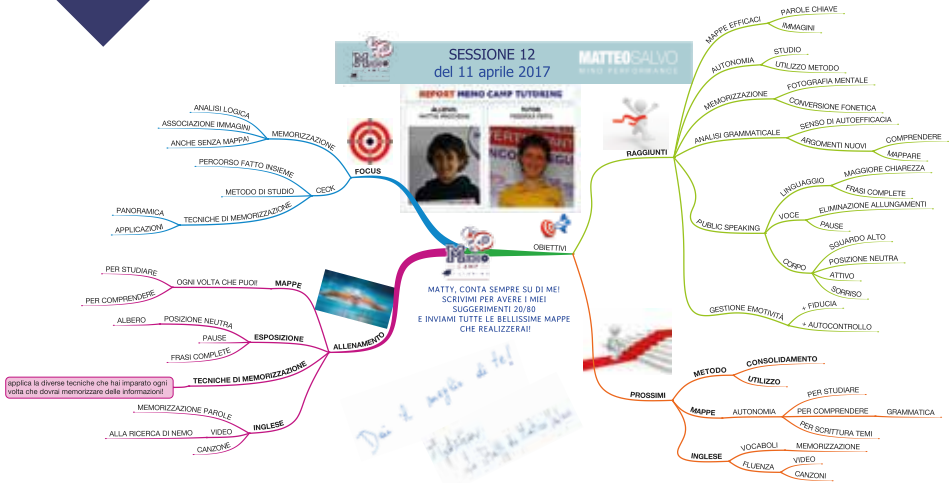 SESSIONE 12
del 11 aprile 2017
MATTEOSALVO
MIND PERFORMANCE
REPORT MEMO CAMP TUTORING
FOCUS
MEMORIZZAZIONE
ANALISI LOGICA
ASSOCIAZIONE IMMAGINI
ANCHE SENZA MAPPA!
CECK
PERCORSO FATTO INSIEME
METODO DI STUDIO
TECNICHE DI MEMORIZZAZIONE
PANORAMICA
APPLICAZIONI
ALLENAMENTO
MAPPE
OGNI VOLTA CHE PUOI!
PER STUDIARE
PER COMPRENDERE
ESPOSIZIONE
POSIZIONE NEUTRA
ALBERO
PAUSE
FRASI COMPLETE
TECNICHE DI MEMORIZZAZIONE
applica la diverse tecniche che hai imparato ogni
volta che dovrai memorizzare delle informazioni!
INGLESE
MEMORIZZAZIONE PAROLE
VIDEO
ALLA RICERCA DI NEMO
CANZONE
MEMO
CAMP
MATTY, CONTA SEMPRE SU DI ME!
SCRIVIMI PER AVERE I MIEI
SUGGERIMENTI 20/80
E INVIAMI TUTTE LE BELLISSIME MAPPE
CHE REALIZZERAI!
Dai il meglio di te!
OBIETTIVI
RAGGIUNTI
MAPPE EFFICACI
PAROLE CHIAVE
IMMAGINI
AUTONOMIA
STUDIO
UTILIZZO METODO
MEMORIZZAZIONE
FOTOGRAFIA MENTALE
CONVERSIONE FONETICA
ANALISI GRAMMATICALE
SENSO DI AUTOEFFICACIA
ARGOMENTI NUOVI
COMPRENDERE
MAPPARE
PUBLIC SPEAKING
LINGUAGGIO
MAGGIORE CHIAREZZA
FRASI COMPLETE
VOCE
ELIMINAZIONE ALLUNGAMENTI
PAUSE
CORPO
SGUARDO ALTO
POSIZIONE NEUTRA
ATTIVO
SORRISO
GESTIONE EMOTIVITÀ
+ FIDUCIA
+ AUTOCONTROLLO
PROSSIMI
METODO
CONSOLIDAMENTO
UTILIZZO
MAPPE
AUTONOMIA
PER STUDIARE
PER COMPRENDERE
GRAMMATICA
PER SCRITTURA TEMI
INGLESE
VOCABOLI
MEMORIZZAZIONE
FLUENZA
VIDEO
CANZONI